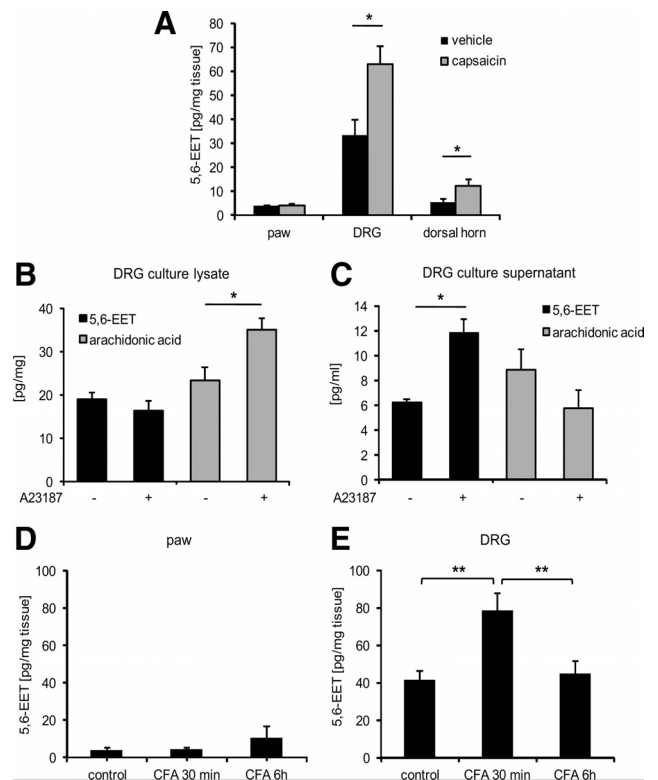 A
5,6-EET [pg/mg tissue]
80
70
60
50
40
30
20
10
0
*
*
vehicle
capsaicin
paw DRG dorsal horn
B
DRG culture lysate
[pg/mg]
40
30
20
10
0
5,6-EET
arachidonic acid
*
A23187 - + - +
C
DRG culture supernatant
[pg/ml]
14
12
10
8
6
4
2
0
*
5,6-EET
arachidonic acid
A23187 - + - +
D
paw
5,6-EET [pg/mg tissue]
100
80
60
40
20
0
control CFA 30 min CFA 6h
E
DRG
5,6-EET [pg/mg tissue]
100
80
60
40
20
0
** **
control CFA 30 min CFA 6h